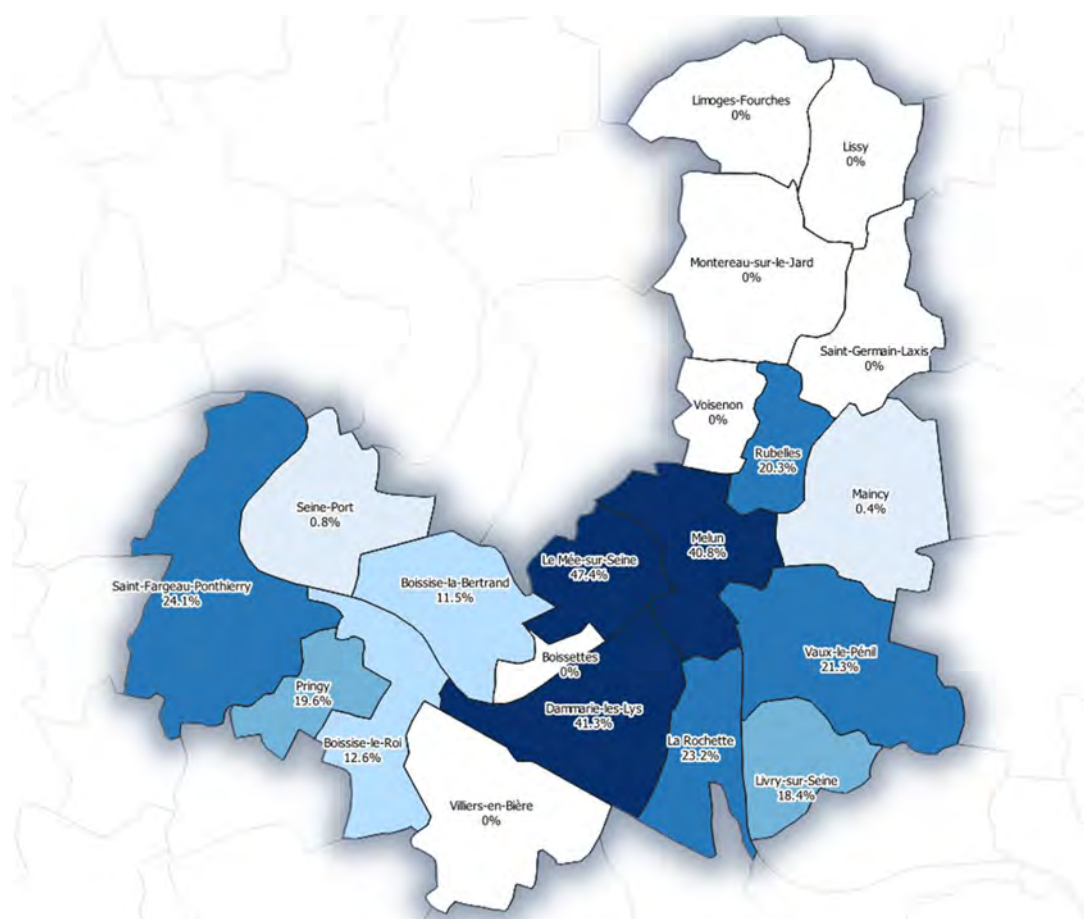 Limoges-Fourches
0%
Lissy
0%
Montereau-sur-le-Jard
0%
Saint-Germain-Laxis
0%
Voisenon
0%
Rubelles
20.3%
Maincy
0.4%
Seine-Port
0.8%
Melun
40.8%
Le Mée-sur-Seine
47.4%
Saint-Fargeau-Ponthierry
24.1%
Boissise-la-Bertrand
11.5%
Boissettes
0%
Vaux-le-Pénil
21.3%
Pringy
19.6%
Dammarie-les-Lys
41.3%
Boissise-le-Roi
12.6%
La Rochette
23.2%
Livry-sur-Seine
18.4%
Villiers-en-Bière
0%